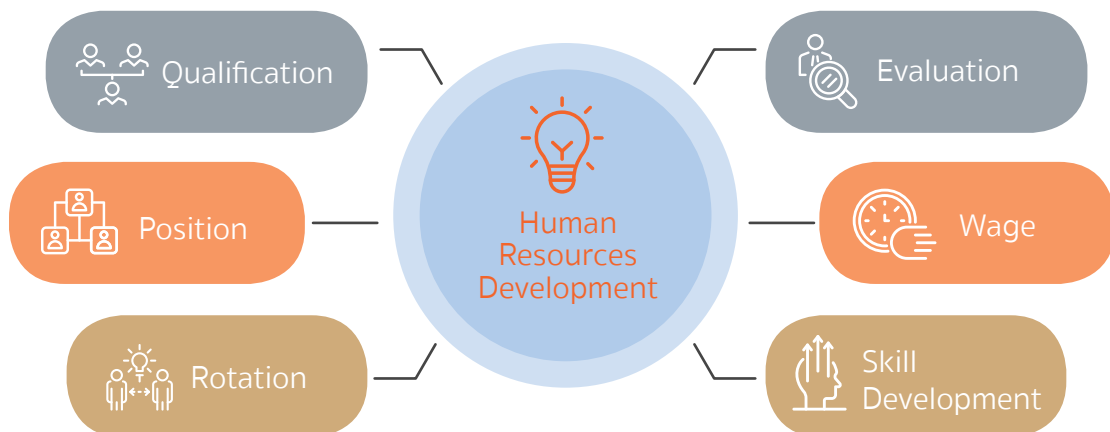 Qualification
Position
Rotation
Human
Resources
Development
Evaluation
Wage
Skill
Development